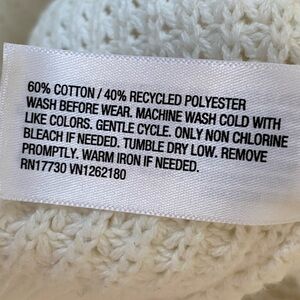 60% COTTON / 40% RECYCLED POLYESTER
WASH BEFORE WEAR. MACHINE WASH COLD WITH
LIKE COLORS. GENTLE CYCLE. ONLY NON CHLORINE
BLEACH IF NEEDED. TUMBLE DRY LOW. REMOVE
PROMPTLY. WARM IRON IF NEEDED.
RN17730 VN1262180